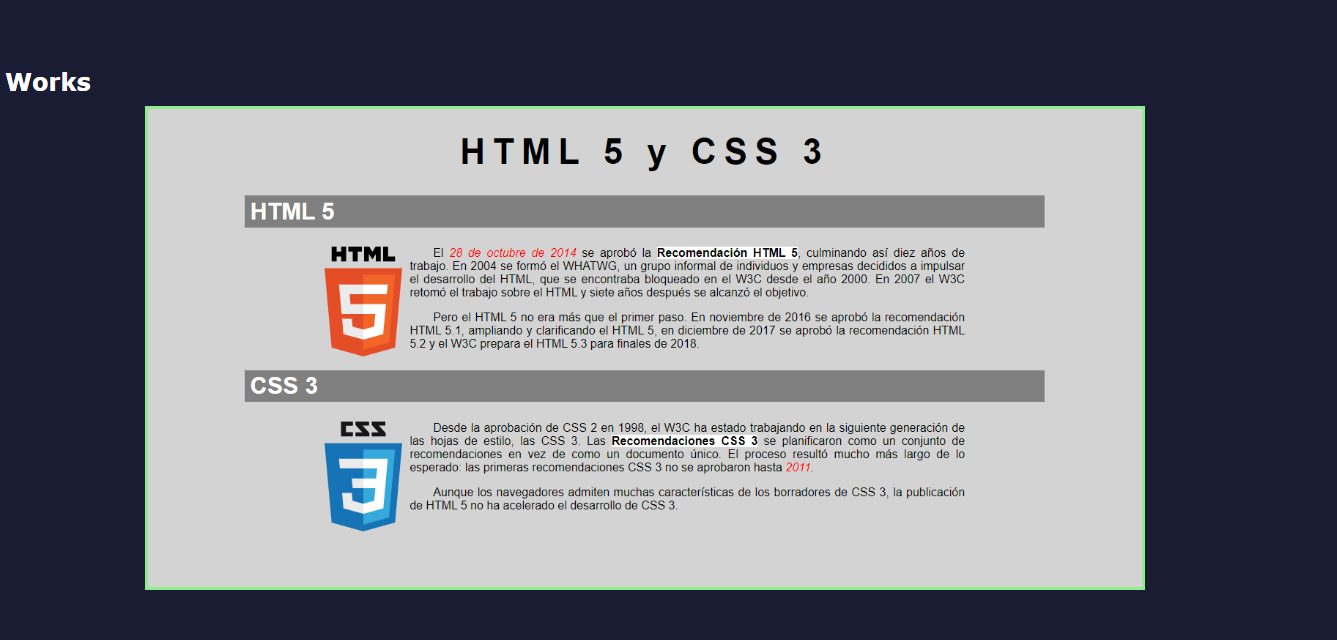 Works
HTML 5 y CSS 3
HTML 5
HTML
5
El 28 de octubre de 2014 se aprobó la Recomendación HTML 5, culminando así diez años de
trabajo. En 2004 se formó el WHATWG, un grupo informal de individuos y empresas decididos a impulsar
el desarrollo del HTML, que se encontraba bloqueado en el W3C desde el año 2000. En 2007 el W3C
retomó el trabajo sobre el HTML y siete años después se alcanzó el objetivo.
Pero el HTML 5 no era más que el primer paso. En noviembre de 2016 se aprobó la recomendación
HTML 5.1, ampliando y clarificando el HTML 5, en diciembre de 2017 se aprobó la recomendación HTML
5.2 y el W3C prepara el HTML 5.3 para finales de 2018.
CSS 3
CSS
3
Desde la aprobación de CSS 2 en 1998, el W3C ha estado trabajando en la siguiente generación de
las hojas de estilo, las CSS 3. Las Recomendaciones CSS 3 se planificaron como un conjunto de
recomendaciones en vez de como un documento único. El proceso resultó mucho más largo de lo
esperado: las primeras recomendaciones CSS 3 no se aprobaron hasta 2011.
Aunque los navegadores admiten muchas características de los borradores de CSS 3, la publicación
de HTML 5 no ha acelerado el desarrollo de CSS 3.